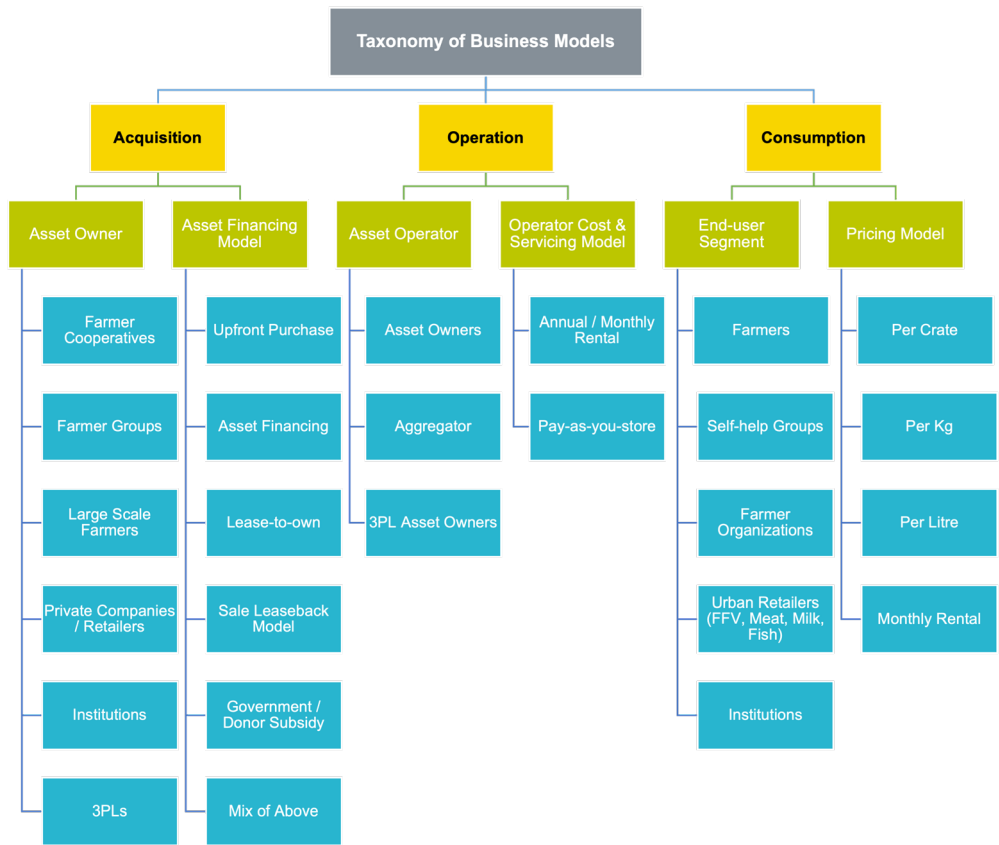 Taxonomy of Business Models
Acquisition
Operation
Consumption
Asset Owner
Asset Financing
Model
Asset Operator
Operator Cost &
Servicing Model
End-user
Segment
Pricing Model
Farmer
Cooperatives
Upfront Purchase
Asset Owners
Annual / Monthly
Rental
Farmers
Per Crate
Farmer Groups
Asset Financing
Aggregator
Pay-as-you-store
Self-help Groups
Per Kg
Large Scale
Farmers
Lease-to-own
3PL Asset Owners
Farmer
Organizations
Per Litre
Private Companies
/ Retailers
Sale Leaseback
Model
Urban Retailers
(FFV, Meat, Milk,
Fish)
Monthly Rental
Institutions
Government /
Donor Subsidy
Institutions
3PLs
Mix of Above